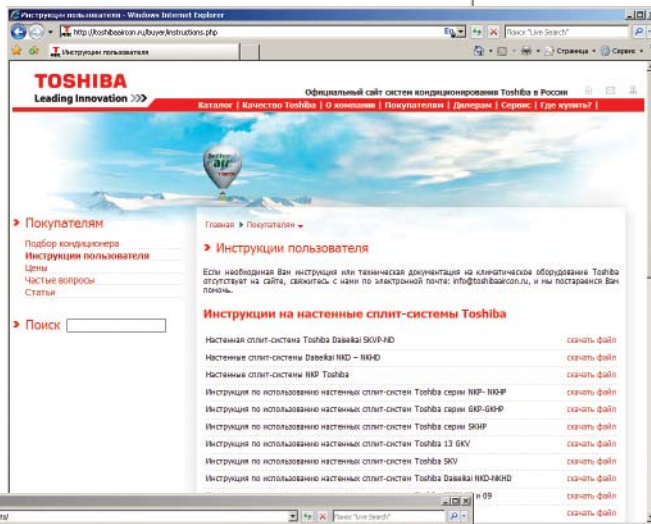 Инструкции пользователя - Windows Internet Explorer
http://toshibaaircon.ru/buyer/instructions.php
En
Поиск "Live Search"
Инструкции пользователя
Страница
Сервис
TOSHIBA
Leading Innovation >>>
Официальный сайт систем кондиционирования Toshiba в России
Каталог | Качество Toshiba | О компании | Покупателям | Дилерам | Сервис | Где купить? |
better
air
Покупателям
Подбор кондиционера
Инструкции пользователя
Цены
Частые вопросы
Статьи
Поиск
Главная > Покупателям
Инструкции пользователя
Если необходимая Вам инструкция или техническая документация на климатическое оборудование Toshiba
отсутствует на сайте, свяжитесь с нами по электронной почте: info@toshibaaircon.ru, и мы постараемся Вам
помочь.
Инструкции на настенные сплит-системы Toshiba
Настенная сплит-система Toshiba Daiseikai SKVP-ND скачать файл
Настенные сплит-системы Daiseikai NKD – NKHD скачать файл
Настенные сплит-системы NKP Toshiba скачать файл
Инструкция по использованию настенных сплит-систем Toshiba серии NKP- NKHP скачать файл
Инструкция по использованию настенных сплит-систем Toshiba серии GKP-GKHP скачать файл
Инструкция по использованию настенных сплит-систем Toshiba серии SKHP скачать файл
Инструкция по использованию настенных сплит-систем Toshiba 13 GKV скачать файл
Инструкция по использованию настенных сплит-систем Toshiba SKV скачать файл
Инструкция по использованию настенных сплит-систем Toshiba Daiseikai NKD-NKHD скачать файл
и 09 скачать файл
скачать файл
ts/
Поиск "Live Search"